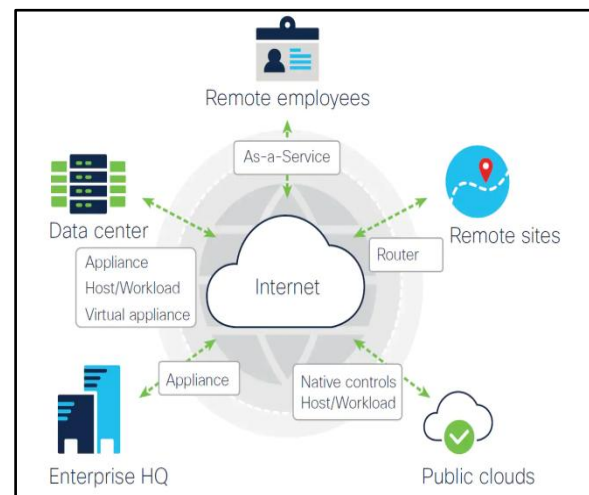 Remote employees
As-a-Service
Data center
Remote sites
Appliance
Host/Workload
Virtual appliance
Router
Internet
Appliance
Native controls
Host/Workload
Enterprise HQ
Public clouds